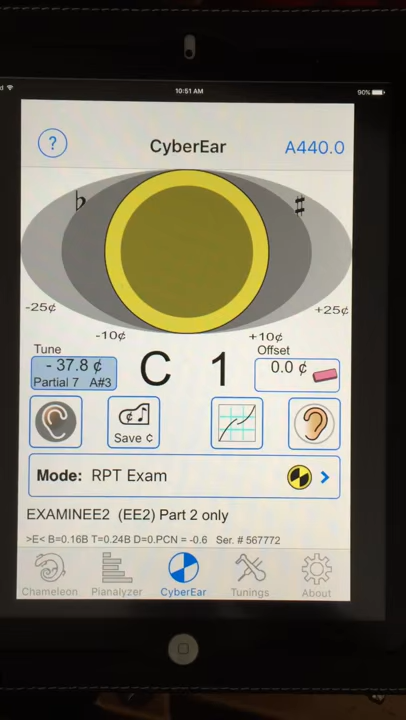 10:51 AM 90%
? CyberEar A440.0
♭ ♯
-25¢ +25¢
-10¢ +10¢
Tune Offset
- 37.8 ¢ C 1 0.0 ¢
Partial 7 A#3
Save ¢
Mode: RPT Exam
EXAMINEE2 (EE2) Part 2 only
>E< B=0.16B T=0.24B D=0.PCN = -0.6 Ser. # 567772
Chameleon Planalyzer CyberEar Tunings About